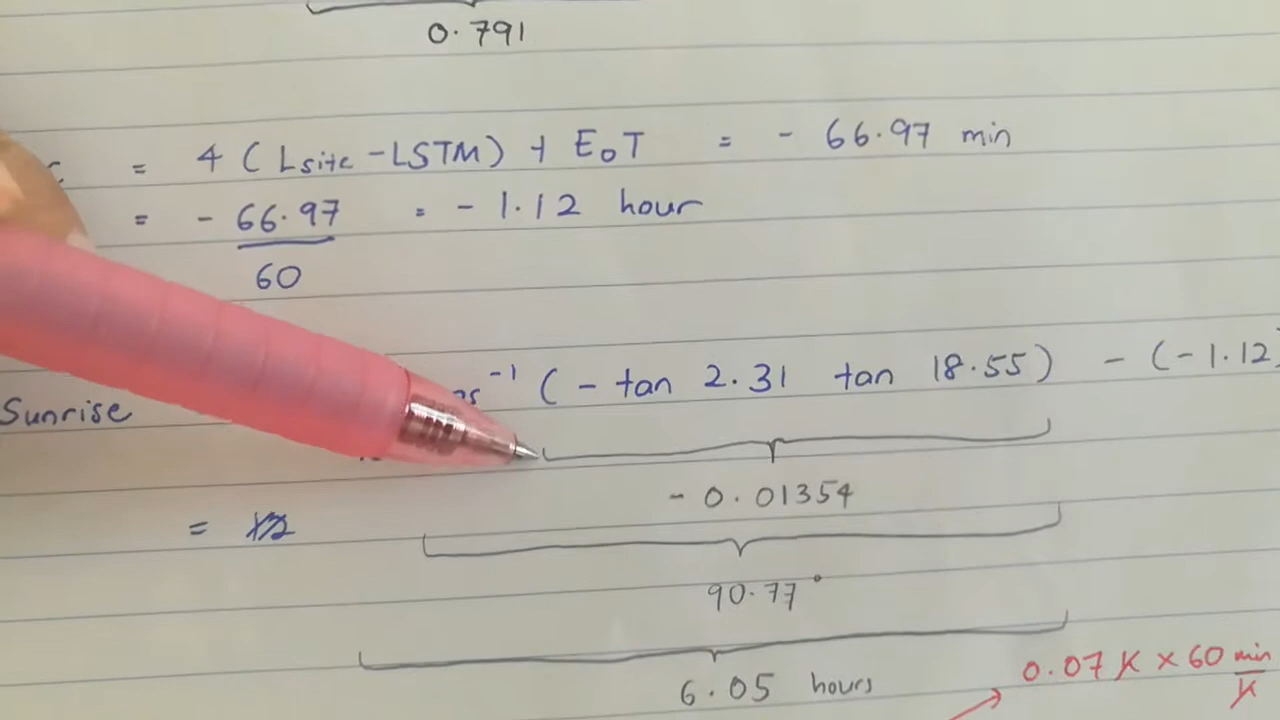 0.791
= 4 (Lsite - LSTM) + EoT = - 66.97 min
= - 66.97 = - 1.12 hour
60
Sunrise ⁻¹ (- tan 2.31 tan 18.55) - (-1.12)
- 0.01354
=
90.77°
0.07 K × 60 min
K
6.05 hours